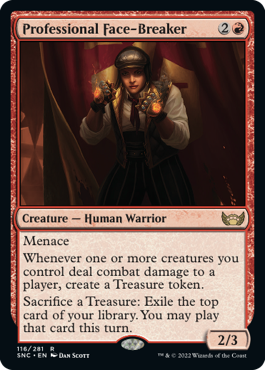 Professional Face-Breaker 2
Creature — Human Warrior
Menace
Whenever one or more creatures you
control deal combat damage to a
player, create a Treasure token.
Sacrifice a Treasure: Exile the top
card of your library. You may play
that card this turn.
2/3
116/281 R
SNC • EN Dan Scott
™ & © 2022 Wizards of the Coast